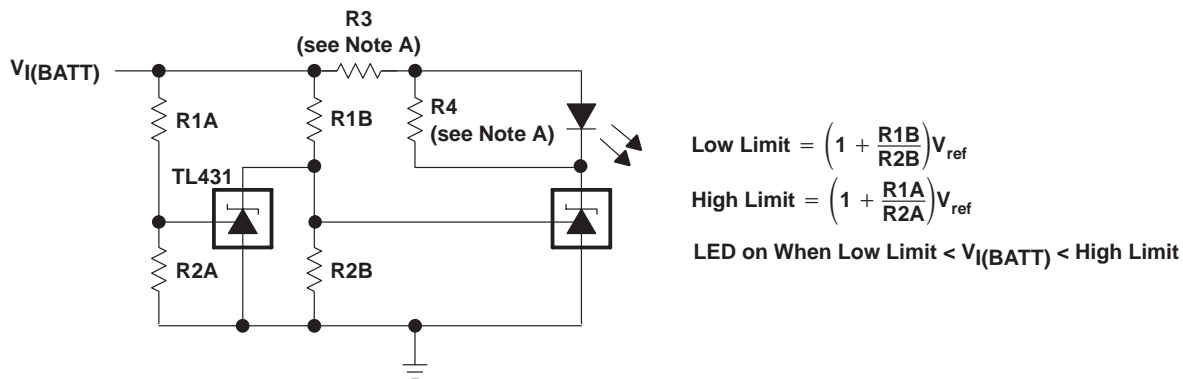 R3
(see Note A)
VI(BATT)
R1A
R1B
R4
(see Note A)
TL431
R2A
R2B
Low Limit = (1 + R1B/R2B)Vref
High Limit = (1 + R1A/R2A)Vref
LED on When Low Limit < VI(BATT) < High Limit